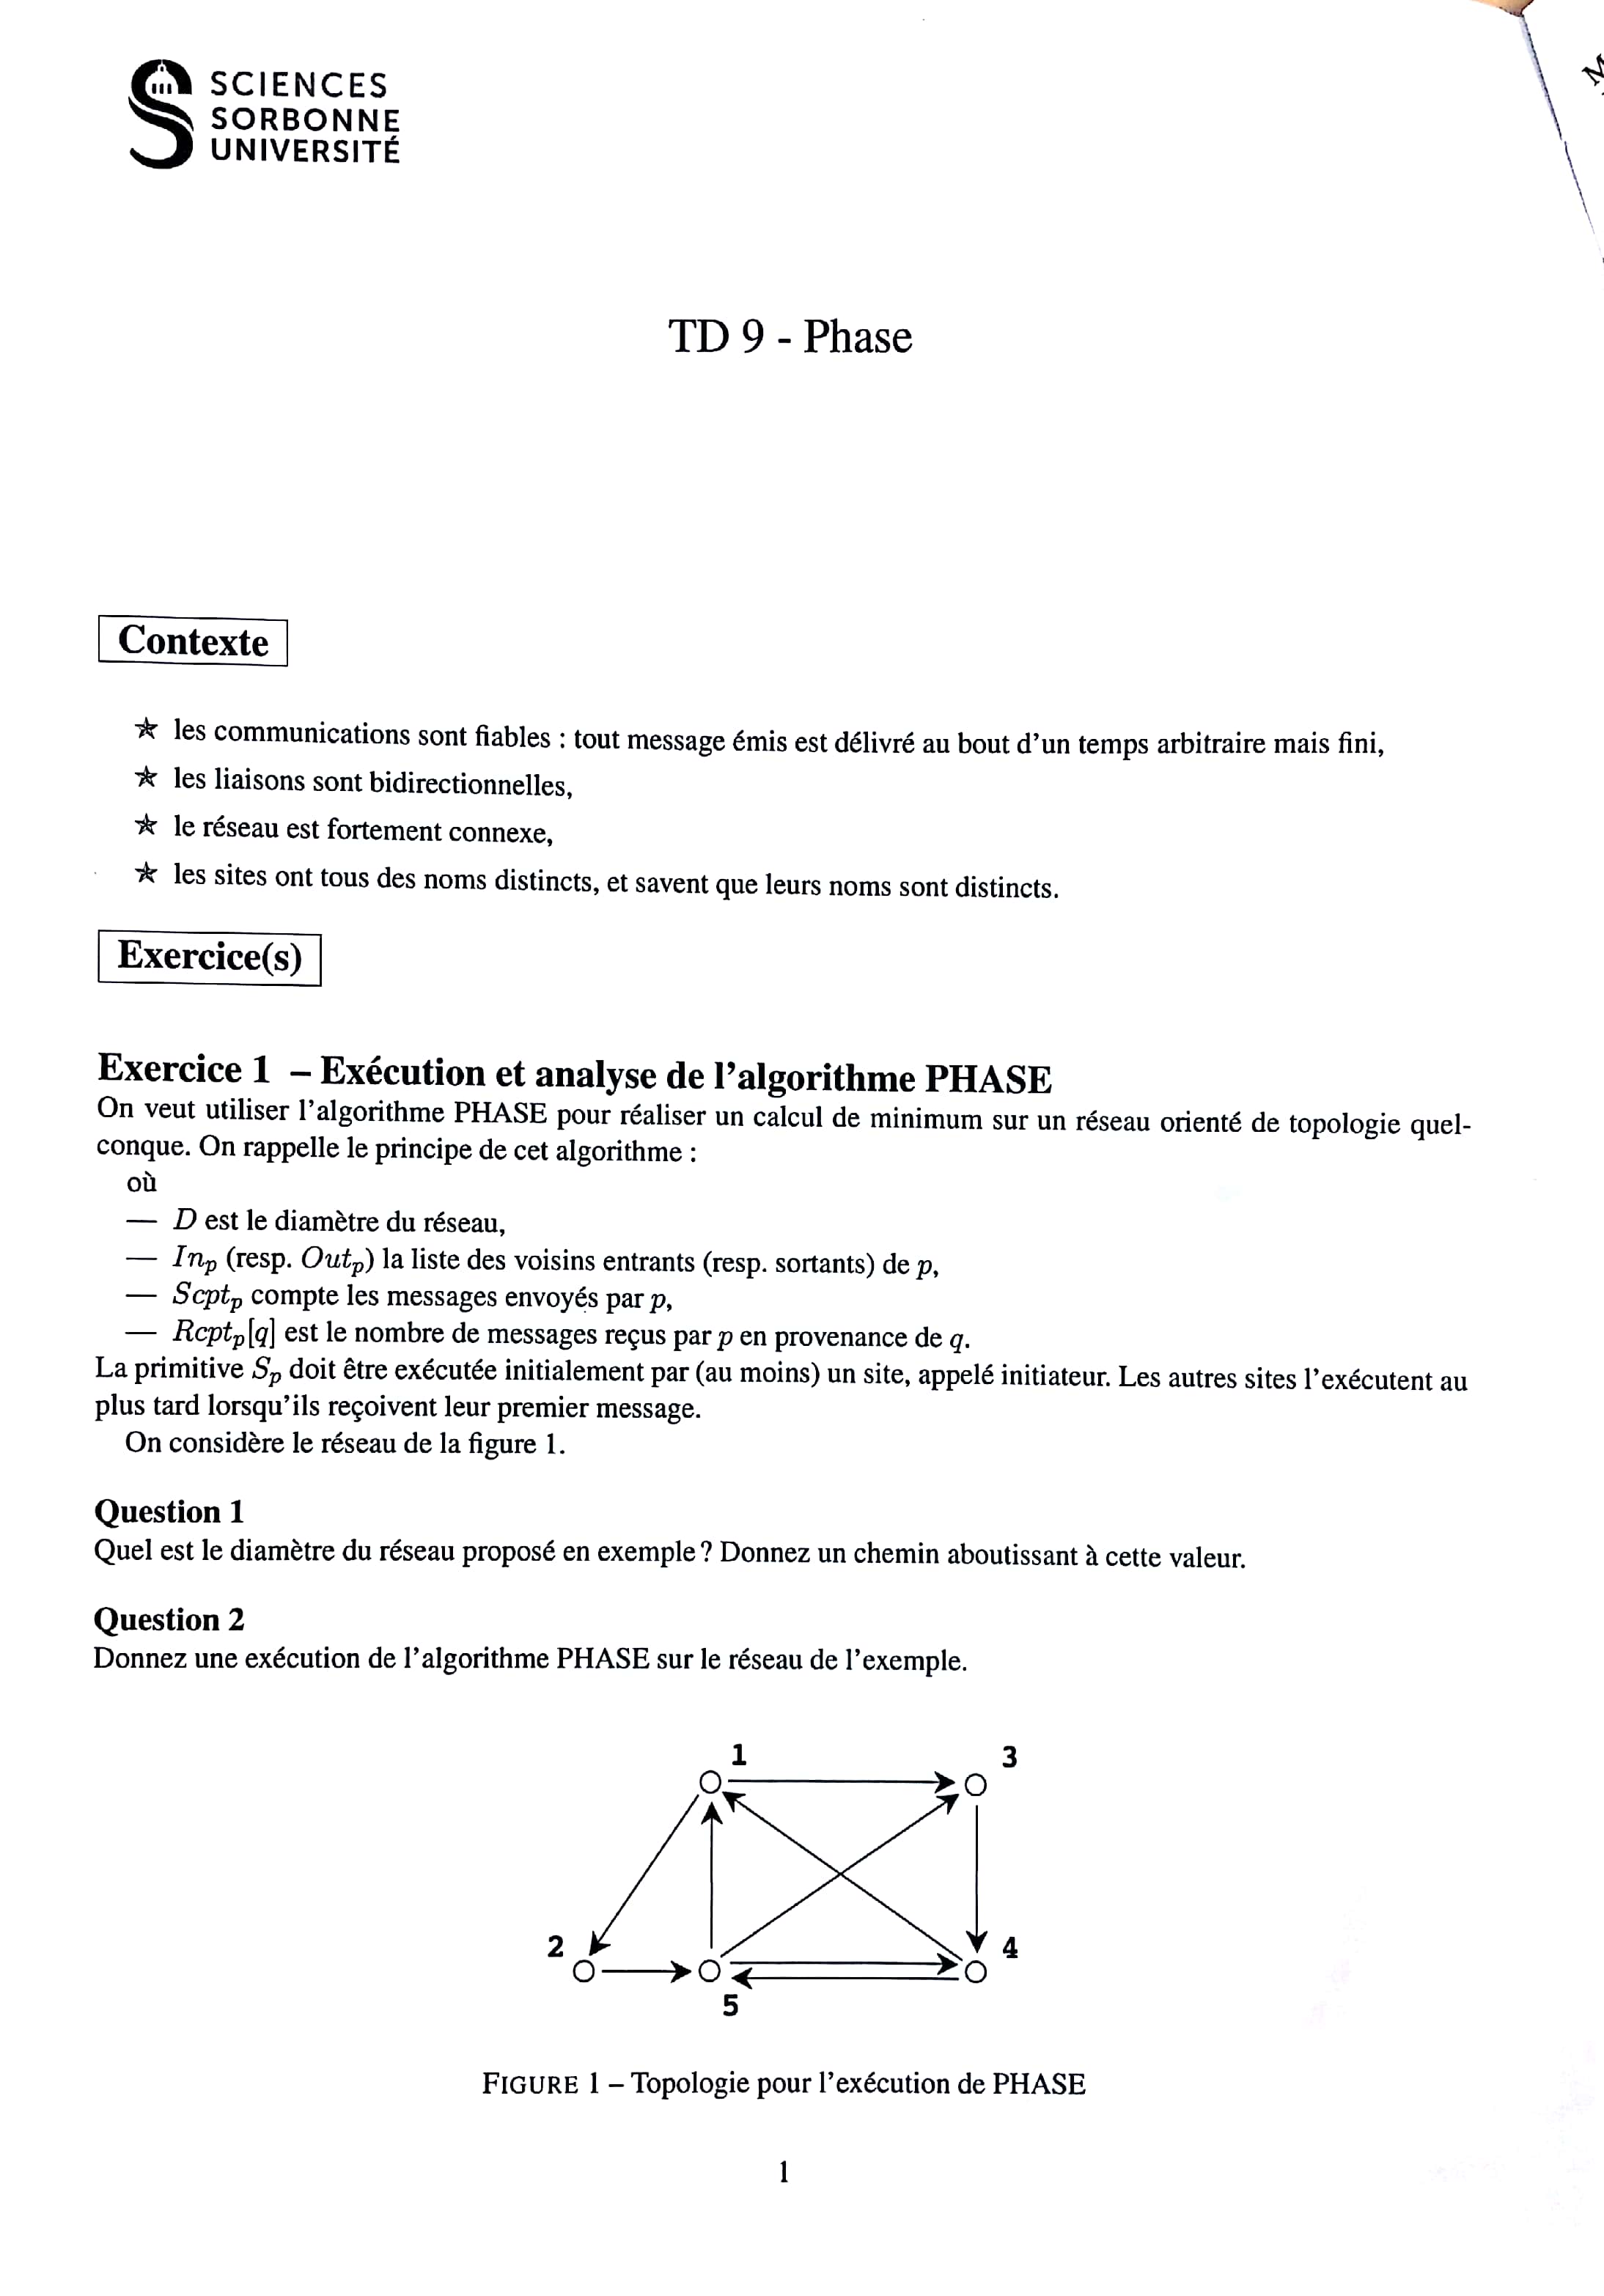 SCIENCES
SORBONNE
UNIVERSITÉ
TD 9 - Phase
Contexte
★ les communications sont fiables : tout message émis est délivré au bout d'un temps arbitraire mais fini,
★ les liaisons sont bidirectionnelles,
★ le réseau est fortement connexe,
★ les sites ont tous des noms distincts, et savent que leurs noms sont distincts.
Exercice(s)
Exercice 1 – Exécution et analyse de l'algorithme PHASE
On veut utiliser l'algorithme PHASE pour réaliser un calcul de minimum sur un réseau orienté de topologie quel-
conque. On rappelle le principe de cet algorithme :
où
— D est le diamètre du réseau,
— In_p (resp. Out_p) la liste des voisins entrants (resp. sortants) de p,
— Scpt_p compte les messages envoyés par p,
— Rcpt_p[q] est le nombre de messages reçus par p en provenance de q.
La primitive S_p doit être exécutée initialement par (au moins) un site, appelé initiateur. Les autres sites l'exécutent au
plus tard lorsqu'ils reçoivent leur premier message.
On considère le réseau de la figure 1.
Question 1
Quel est le diamètre du réseau proposé en exemple ? Donnez un chemin aboutissant à cette valeur.
Question 2
Donnez une exécution de l'algorithme PHASE sur le réseau de l'exemple.
1
3
2
4
5
FIGURE 1 – Topologie pour l'exécution de PHASE
1